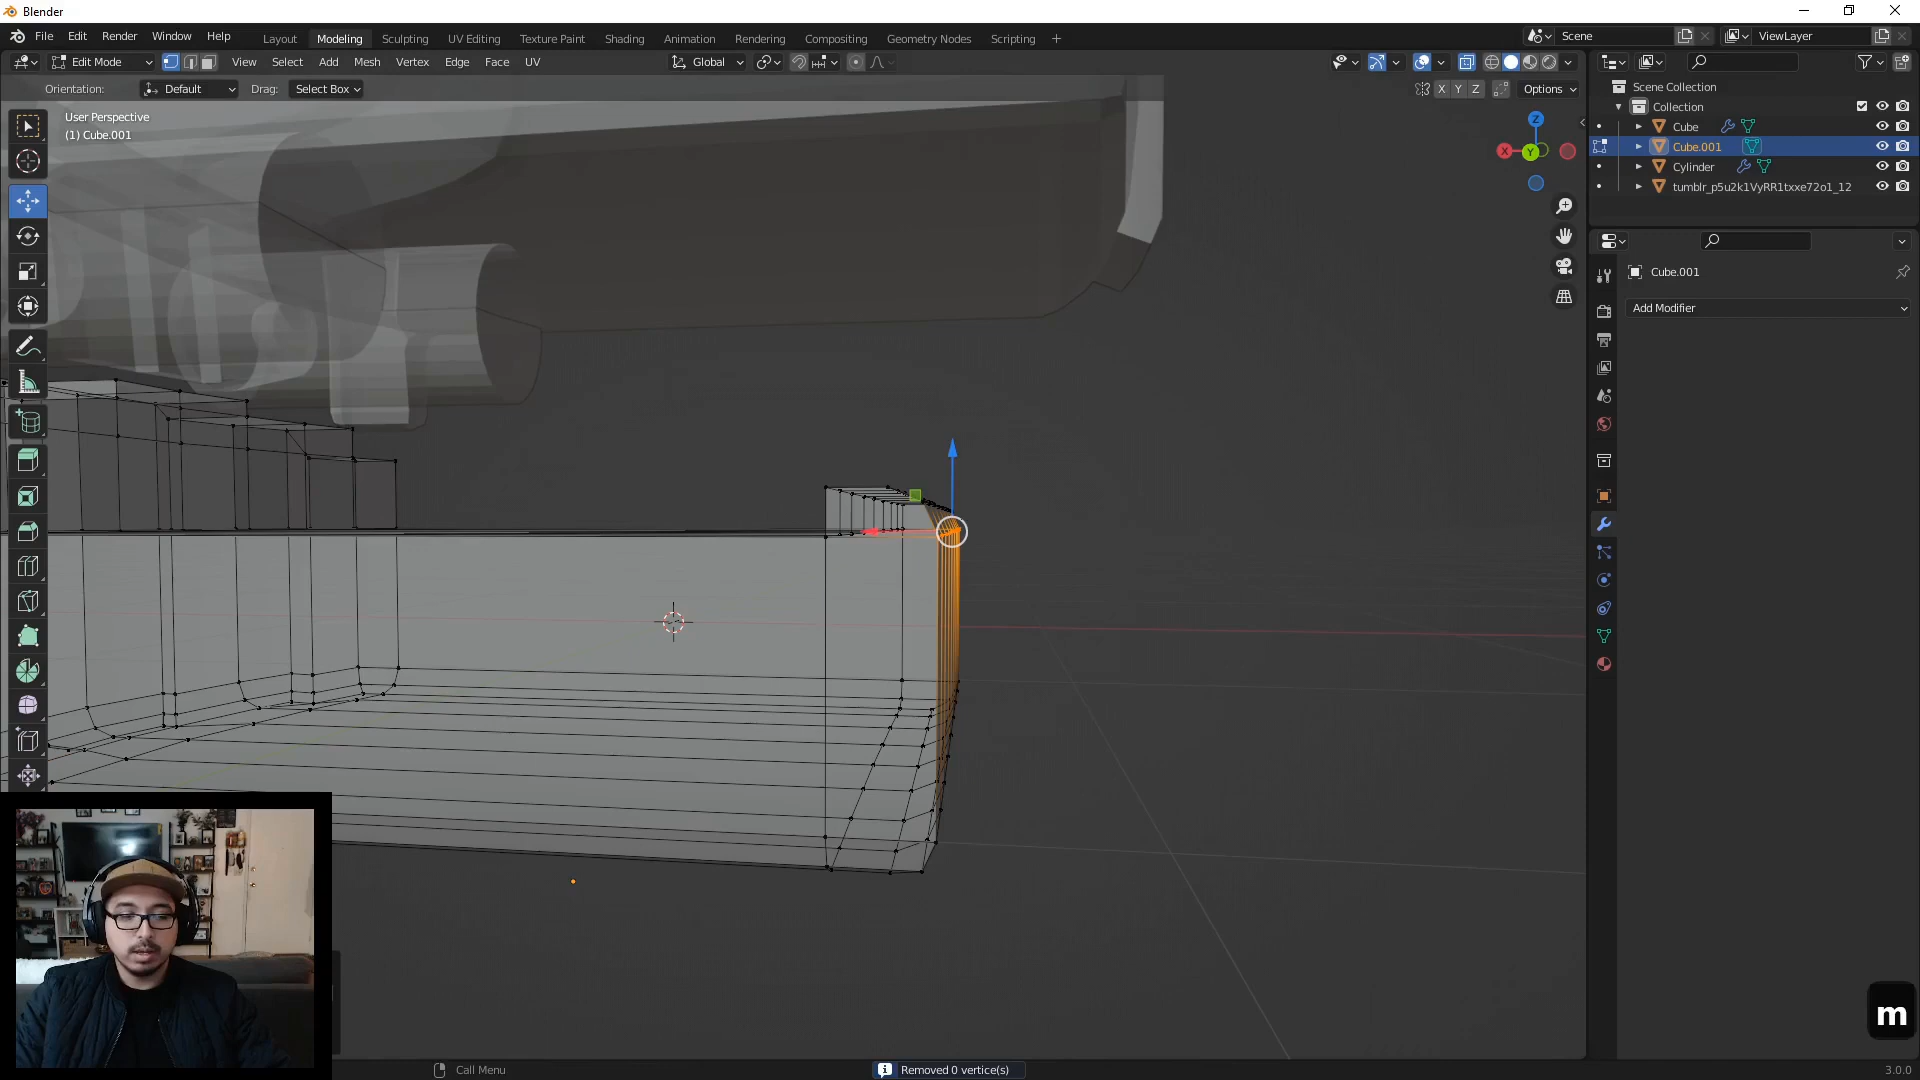 Blender
File Edit Render Window Help
Layout Modeling Sculpting UV Editing Texture Paint Shading Animation Rendering Compositing Geometry Nodes Scripting +
Scene ViewLayer
Edit Mode View Select Add Mesh Vertex Edge Face UV Global
Orientation: Default Drag: Select Box X Y Z Options
User Perspective
(1) Cube.001
Z
X Y
Scene Collection
Collection
Cube
Cube.001
Cylinder
tumblr_p5u2k1VyRR1txxe72o1_12
Cube.001
Add Modifier
m
Call Menu
Removed 0 vertice(s)
3.0.0